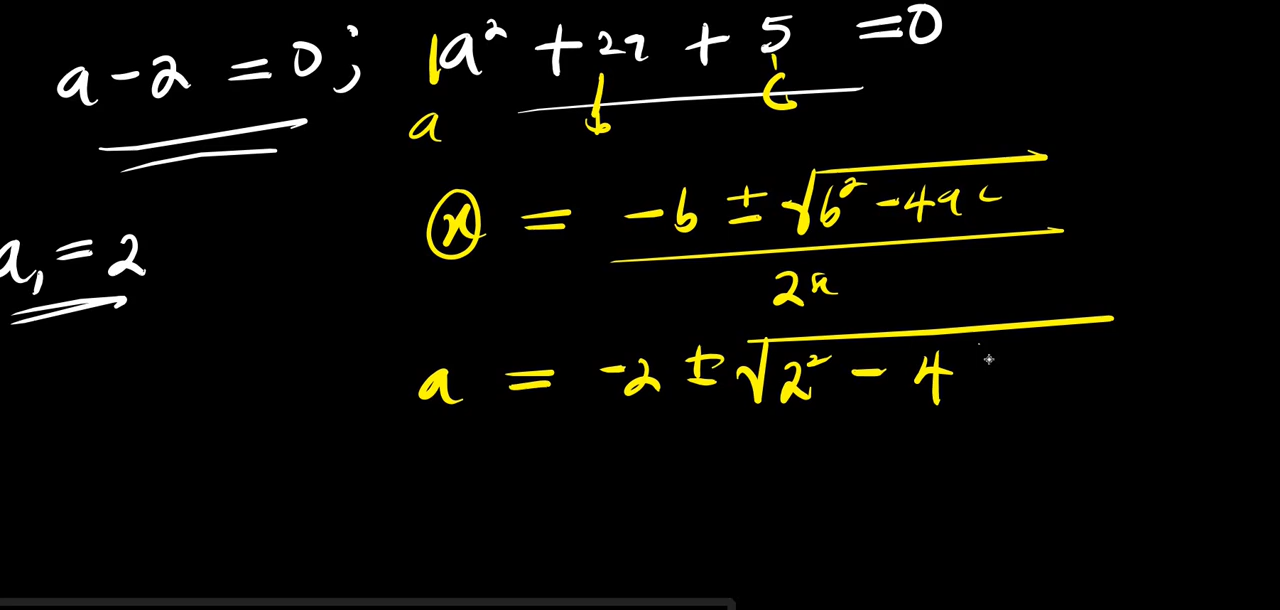 a - 2 = 0; 1a² + 2a + 5 = 0
a b c
x = -b ± √b² - 4ac
a₁ = 2
2a
a = -2 ± √2² - 4